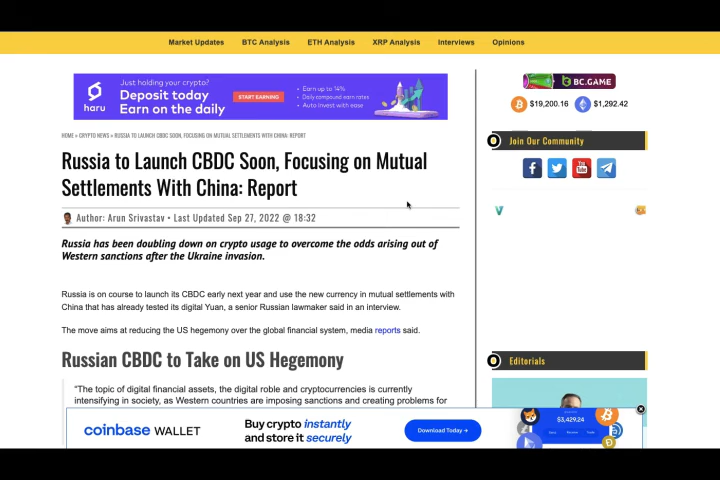 Market Updates BTC Analysis ETH Analysis XRP Analysis Interviews Opinions
haru
Just holding your crypto?
Deposit today
Earn on the daily
START EARNING
• Earn up to 14%
• Daily compound earn rates
• Auto invest with ease
BC.GAME
$19,200.16 $1,292.42
HOME » CRYPTO NEWS » RUSSIA TO LAUNCH CBDC SOON, FOCUSING ON MUTUAL SETTLEMENTS WITH CHINA: REPORT
Russia to Launch CBDC Soon, Focusing on Mutual
Settlements With China: Report
Author: Arun Srivastav • Last Updated Sep 27, 2022 @ 18:32
Russia has been doubling down on crypto usage to overcome the odds arising out of
Western sanctions after the Ukraine invasion.
Russia is on course to launch its CBDC early next year and use the new currency in mutual settlements with
China that has already tested its digital Yuan, a senior Russian lawmaker said in an interview.
The move aims at reducing the US hegemony over the global financial system, media reports said.
Russian CBDC to Take on US Hegemony
"The topic of digital financial assets, the digital roble and cryptocurrencies is currently
intensifying in society, as Western countries are imposing sanctions and creating problems for
Join Our Community
You
Tube
Editorials
coinbase WALLET
Buy crypto instantly
and store it securely
Download Today →
$3,429.24